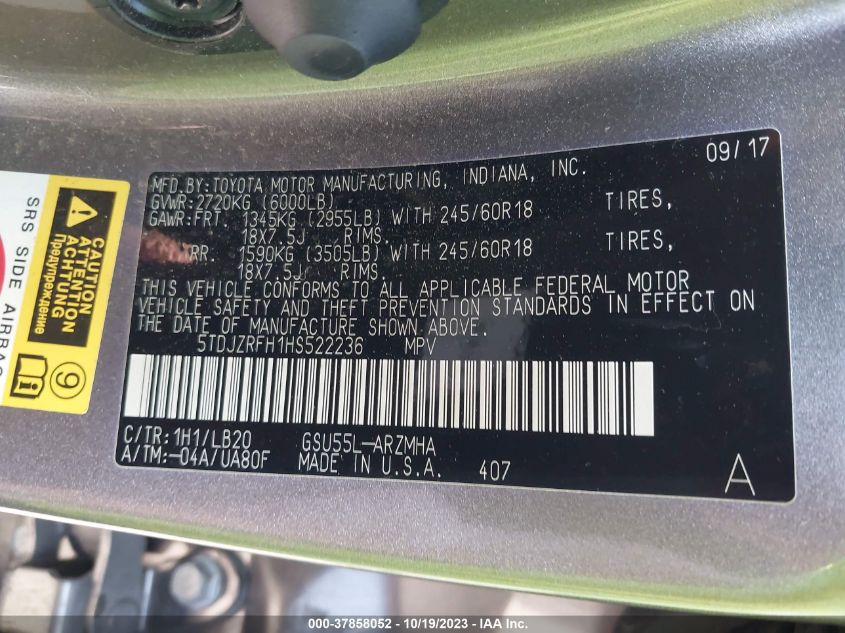 09/17
MFD.BY:TOYOTA MOTOR MANUFACTURING, INDIANA, INC.
GVWR:2720KG (6000LB)
GAWR:FRT. 1345KG (2955LB) WITH 245/60R18 TIRES,
18X7.5J RIMS.
RR. 1590KG (3505LB) WITH 245/60R18 TIRES,
18X7.5J RIMS.
THIS VEHICLE CONFORMS TO ALL APPLICABLE FEDERAL MOTOR
VEHICLE SAFETY AND THEFT PREVENTION STANDARDS IN EFFECT ON
THE DATE OF MANUFACTURE SHOWN ABOVE.
5TDJZRFH1HS522236 MPV
C/TR:1H1/LB20 GSU55L-ARZMHA
A/TM:-04A/UA80F MADE IN U.S.A. 407
A
SRS SIDE AIRBAG
CAUTION
ATTENTION
ACHTUNG
Предупреждение
9
000-37858052 - 10/19/2023 - IAA Inc.